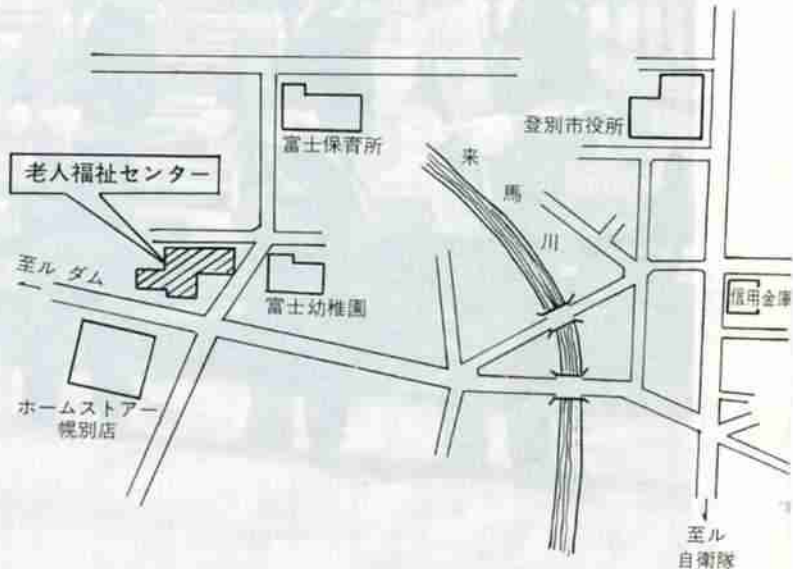 登別市役所
富士保育所
来馬川
老人福祉センター
至ル ダム
富士幼稚園
信用金庫
ホームストアー
幌別店
至ル
自衛隊